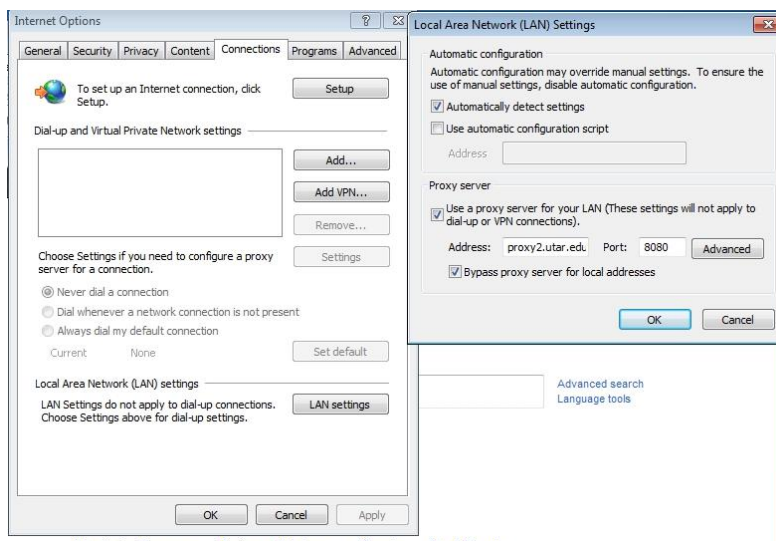 Internet Options
General Security Privacy Content Connections Programs Advanced
To set up an Internet connection, click
Setup.
Setup
Dial-up and Virtual Private Network settings
Add...
Add VPN...
Remove...
Choose Settings if you need to configure a proxy
server for a connection.
Settings
Never dial a connection
Dial whenever a network connection is not present
Always dial my default connection
Current None
Set default
Local Area Network (LAN) settings
LAN Settings do not apply to dial-up connections.
Choose Settings above for dial-up settings.
LAN settings
OK Cancel Apply
Local Area Network (LAN) Settings
Automatic configuration
Automatic configuration may override manual settings. To ensure the
use of manual settings, disable automatic configuration.
Automatically detect settings
Use automatic configuration script
Address
Proxy server
Use a proxy server for your LAN (These settings will not apply to
dial-up or VPN connections).
Address: proxy2.utar.edu Port: 8080 Advanced
Bypass proxy server for local addresses
OK Cancel
Advanced search
Language tools